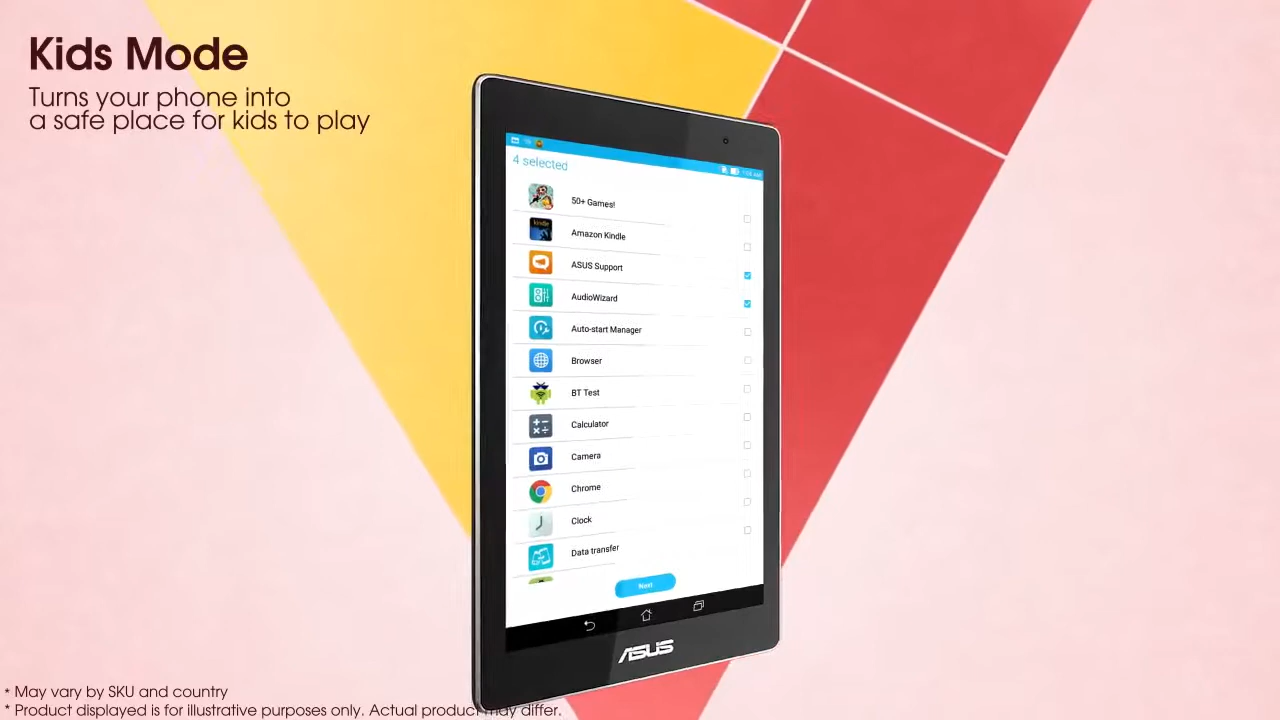 Kids Mode
Turns your phone into
a safe place for kids to play
4 selected
50+ Games!
kindle
Amazon Kindle
ASUS Support
AudioWizard
Auto-start Manager
Browser
BT Test
Calculator
Camera
Chrome
Clock
Data transfer
Next
ASUS
* May vary by SKU and country
* Product displayed is for illustrative purposes only. Actual product may differ.